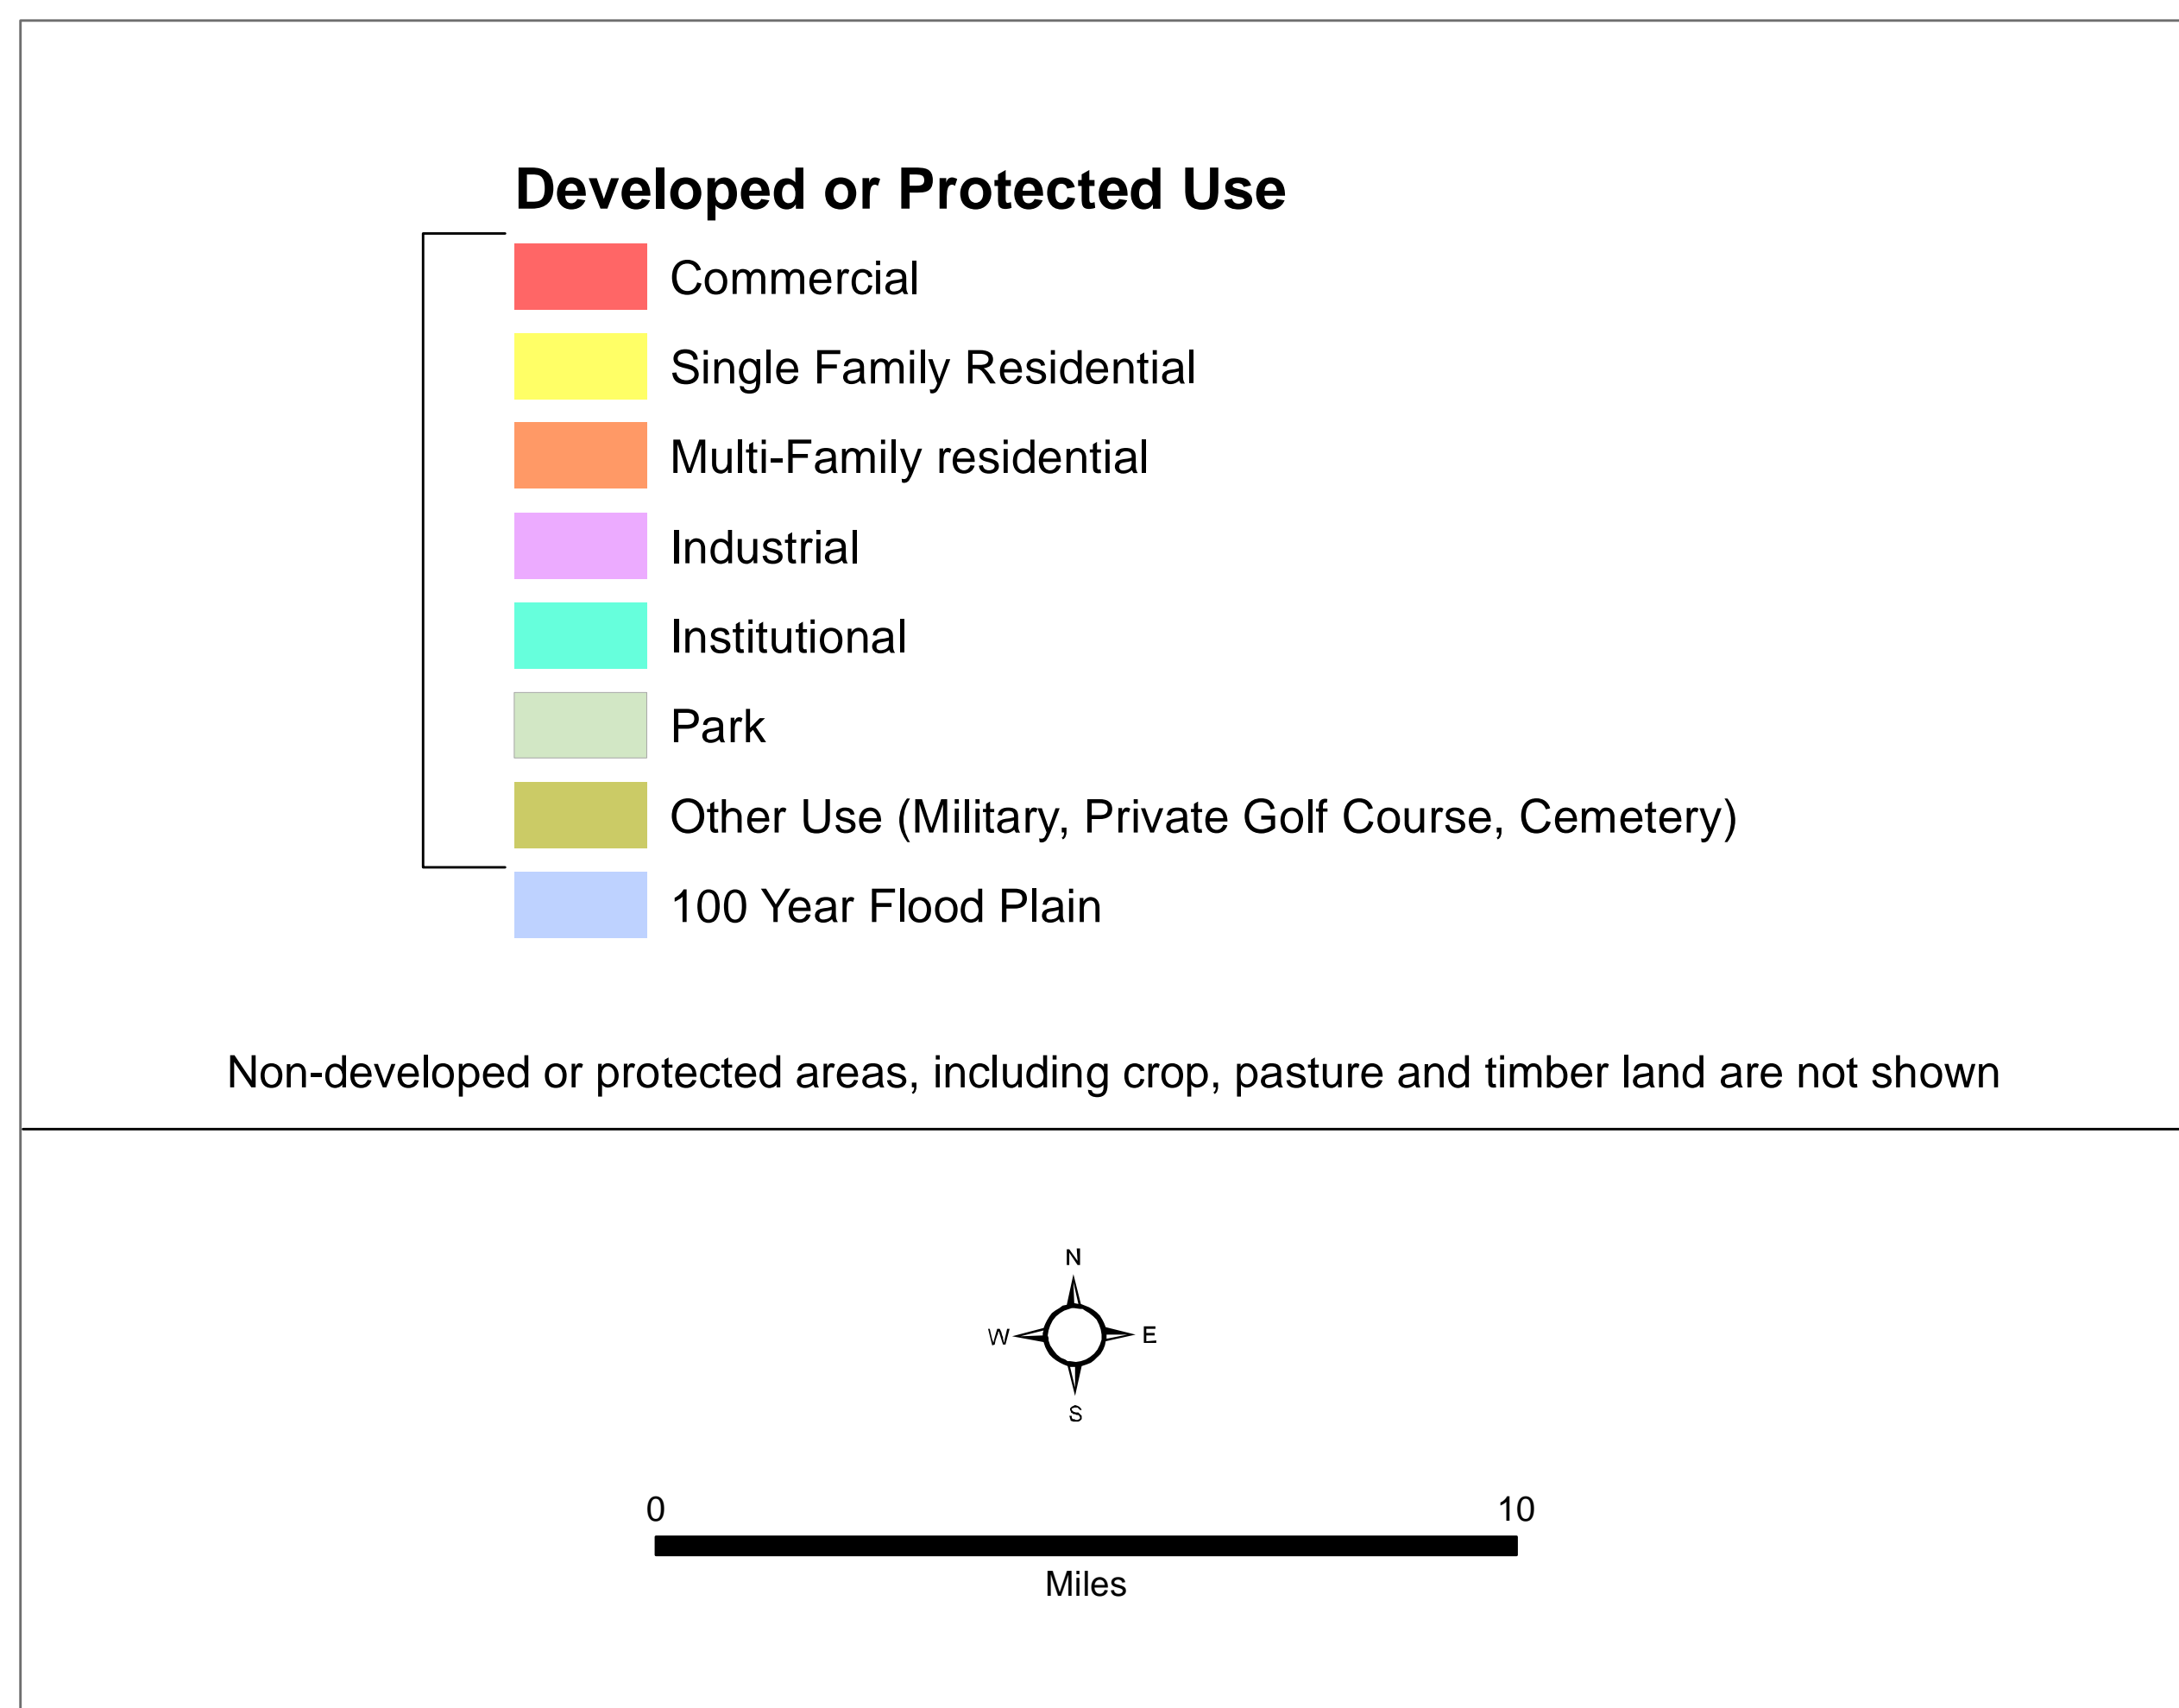 Developed or Protected Use
Commercial
Single Family Residential
Multi-Family residential
Industrial
Institutional
Park
Other Use (Military, Private Golf Course, Cemetery)
100 Year Flood Plain
Non-developed or protected areas, including crop, pasture and timber land are not shown
N
W E
S
0 10
Miles